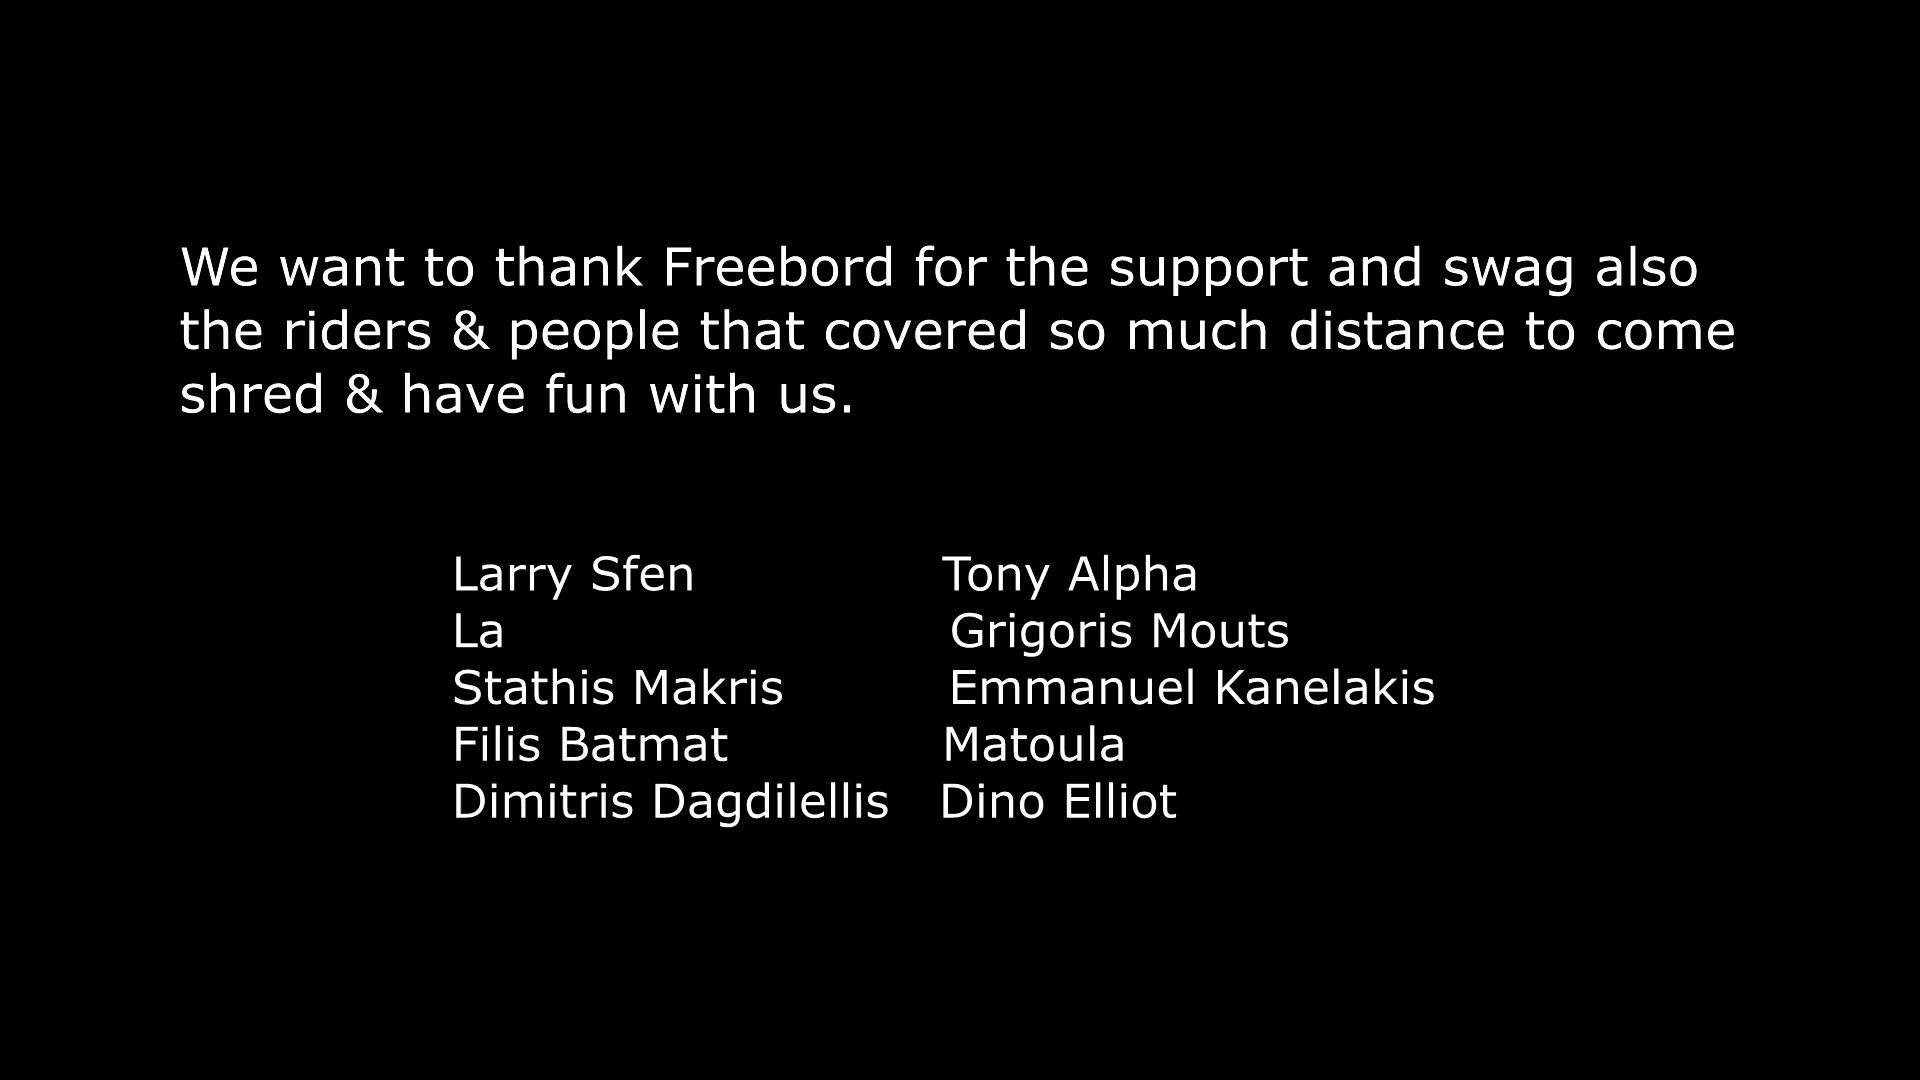 We want to thank Freebord for the support and swag also
the riders & people that covered so much distance to come
shred & have fun with us.
Larry Sfen Tony Alpha
La Grigoris Mouts
Stathis Makris Emmanuel Kanelakis
Filis Batmat Matoula
Dimitris Dagdilellis Dino Elliot